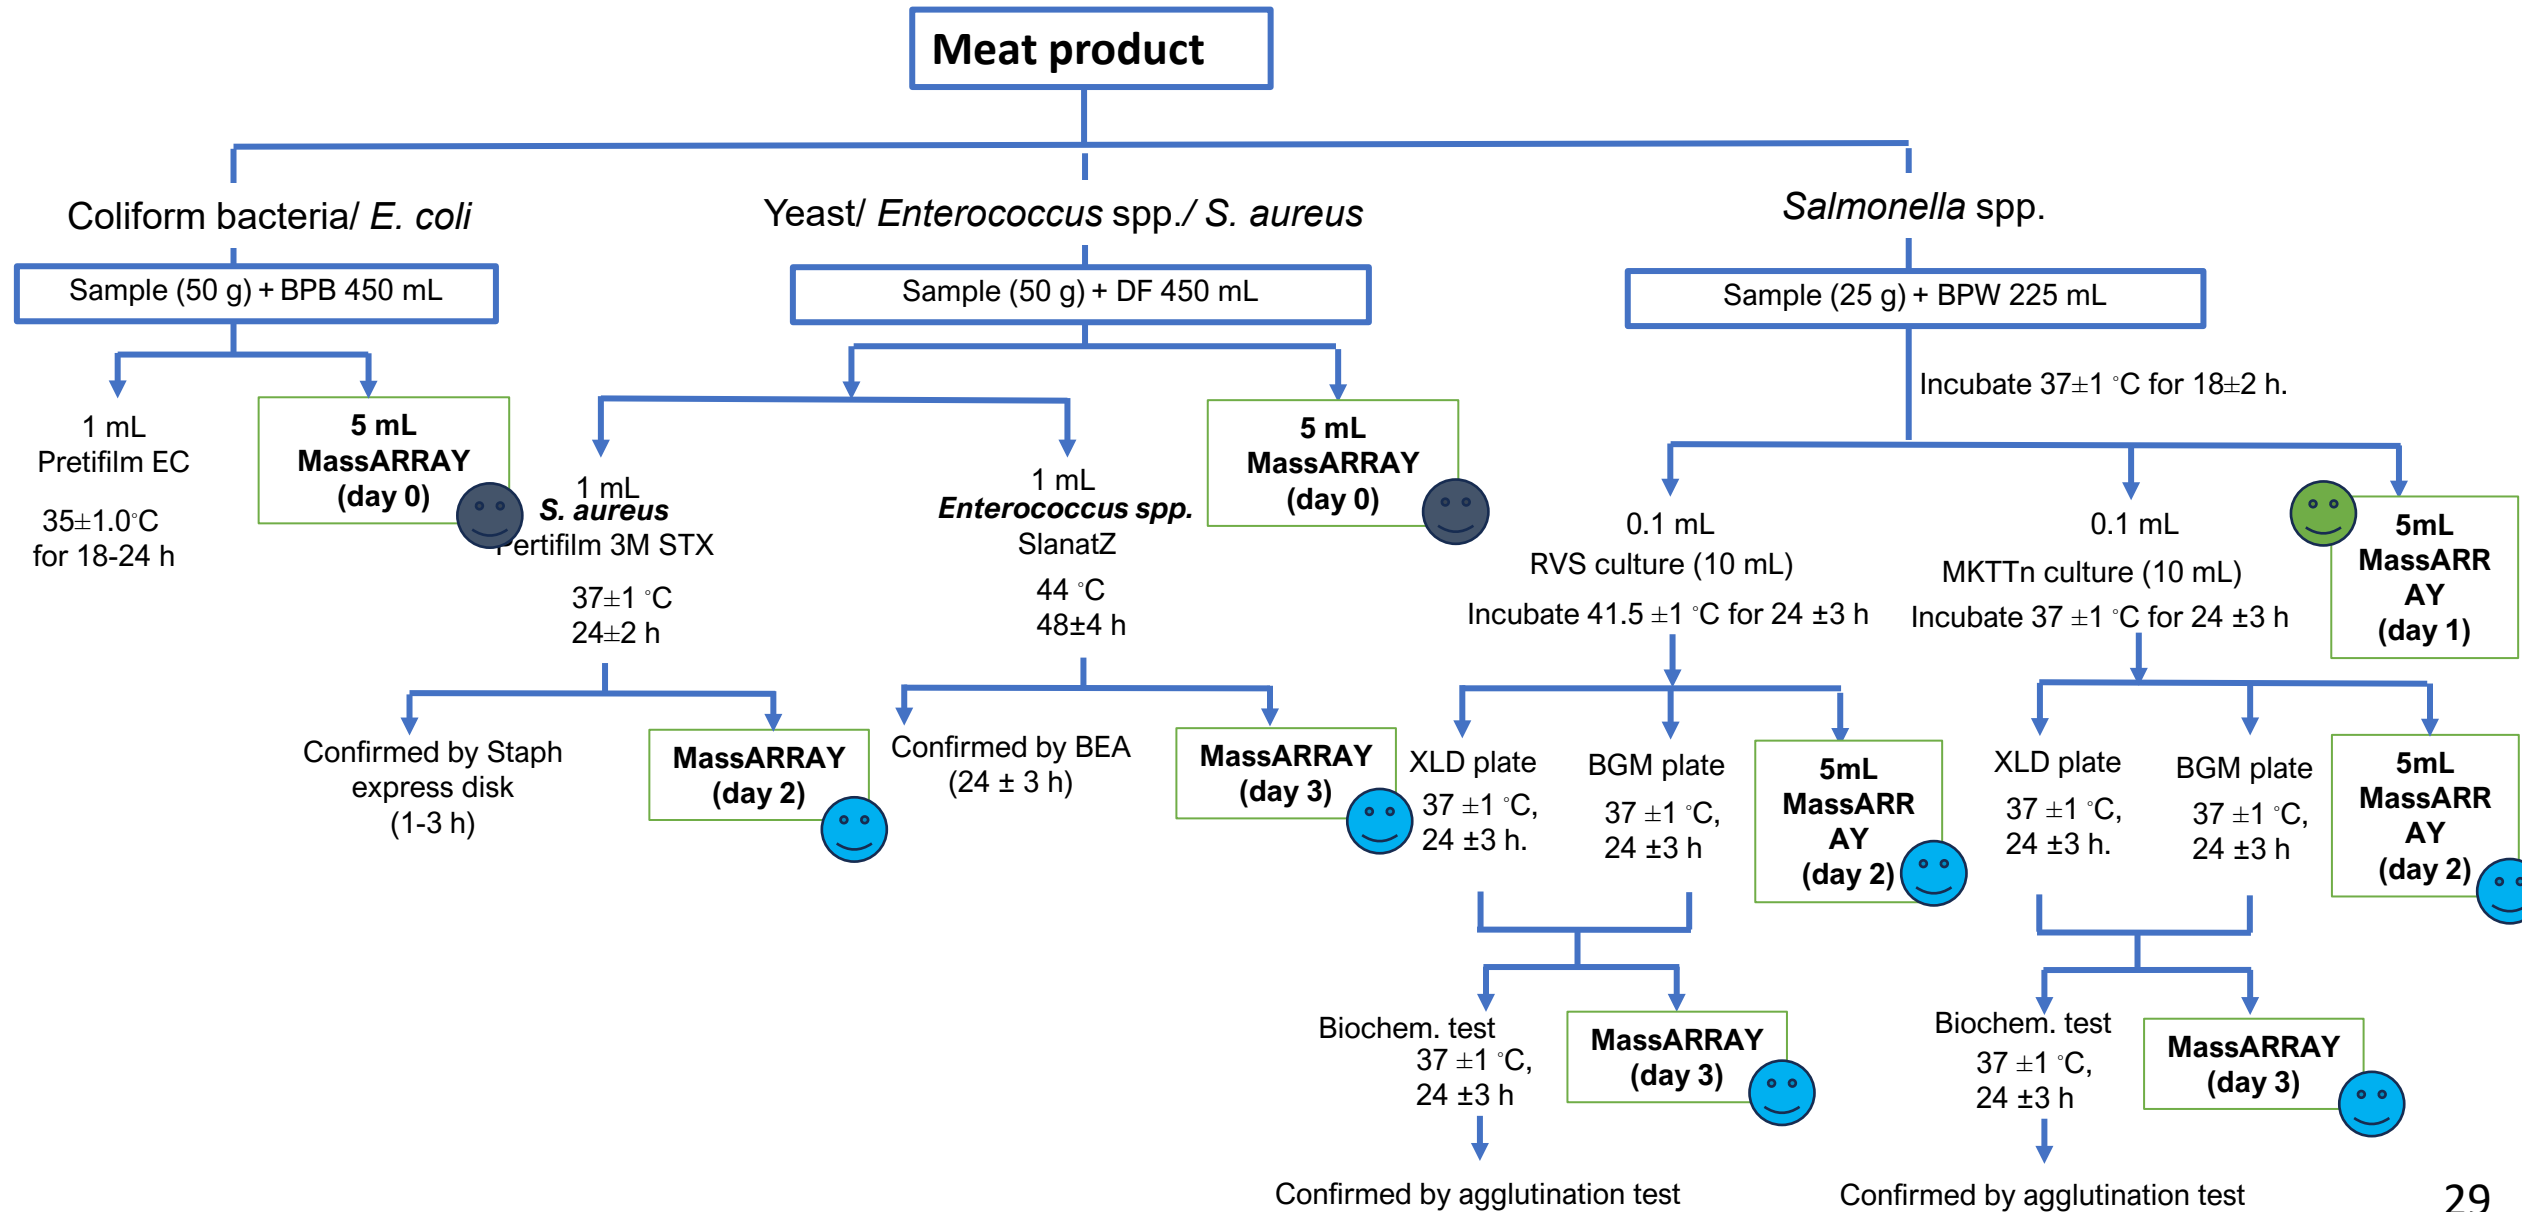 Meat product
Coliform bacteria/ E. coli
Sample (50 g) + BPB 450 mL
1 mL
Pretifilm EC
35±1.0°C
for 18-24 h
5 mL
MassARRAY
(day 0)
Yeast/ Enterococcus spp./ S. aureus
Sample (50 g) + DF 450 mL
1 mL
S. aureus
Pertifilm 3M STX
37±1 °C
24±2 h
Confirmed by Staph
express disk
(1-3 h)
MassARRAY
(day 2)
1 mL
Enterococcus spp.
SlanatZ
44 °C
48±4 h
Confirmed by BEA
(24 ± 3 h)
MassARRAY
(day 3)
5 mL
MassARRAY
(day 0)
Salmonella spp.
Sample (25 g) + BPW 225 mL
Incubate 37±1 °C for 18±2 h.
0.1 mL
RVS culture (10 mL)
Incubate 41.5 ±1 °C for 24 ±3 h
XLD plate
37 ±1 °C,
24 ±3 h.
BGM plate
37 ±1 °C,
24 ±3 h
5mL
MassARR
AY
(day 2)
Biochem. test
37 ±1 °C,
24 ±3 h
MassARRAY
(day 3)
Confirmed by agglutination test
0.1 mL
MKTTn culture (10 mL)
Incubate 37 ±1 °C for 24 ±3 h
XLD plate
37 ±1 °C,
24 ±3 h.
BGM plate
37 ±1 °C,
24 ±3 h
5mL
MassARR
AY
(day 2)
Biochem. test
37 ±1 °C,
24 ±3 h
MassARRAY
(day 3)
Confirmed by agglutination test
5mL
MassARR
AY
(day 1)
29